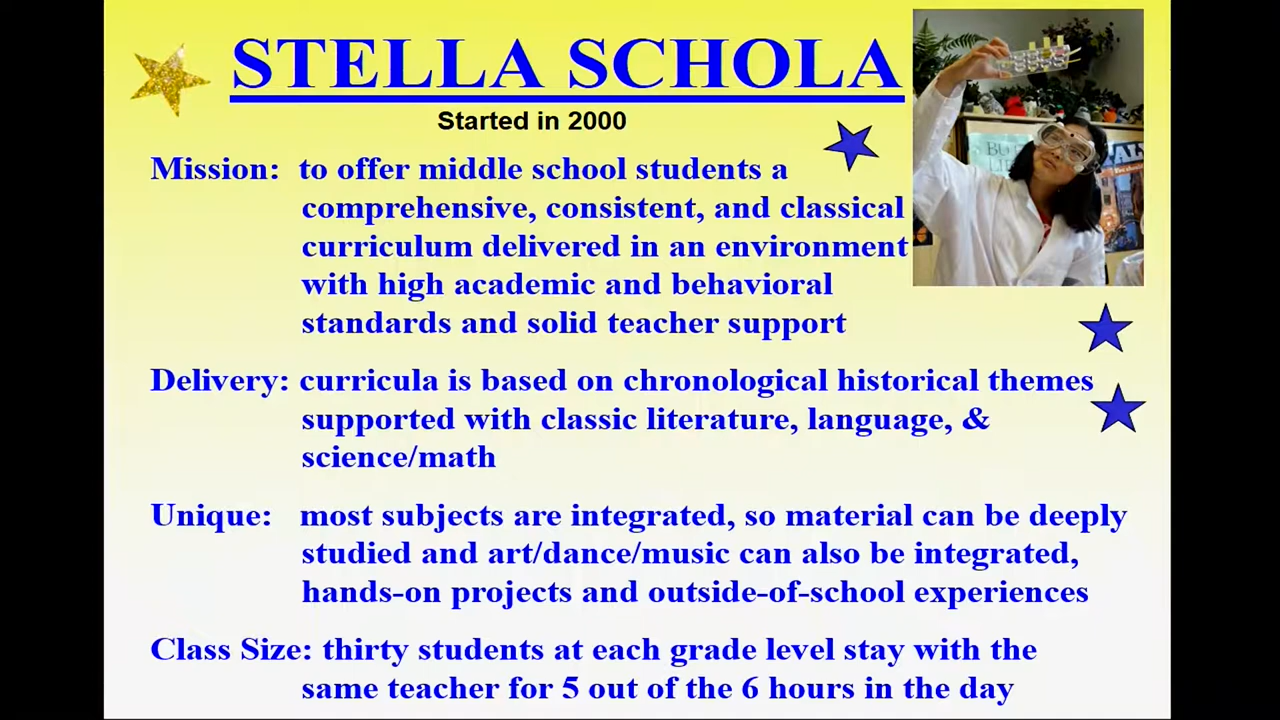 STELLA SCHOLA
Started in 2000
Mission: to offer middle school students a
comprehensive, consistent, and classical
curriculum delivered in an environment
with high academic and behavioral
standards and solid teacher support
Delivery: curricula is based on chronological historical themes
supported with classic literature, language, &
science/math
Unique: most subjects are integrated, so material can be deeply
studied and art/dance/music can also be integrated,
hands-on projects and outside-of-school experiences
Class Size: thirty students at each grade level stay with the
same teacher for 5 out of the 6 hours in the day